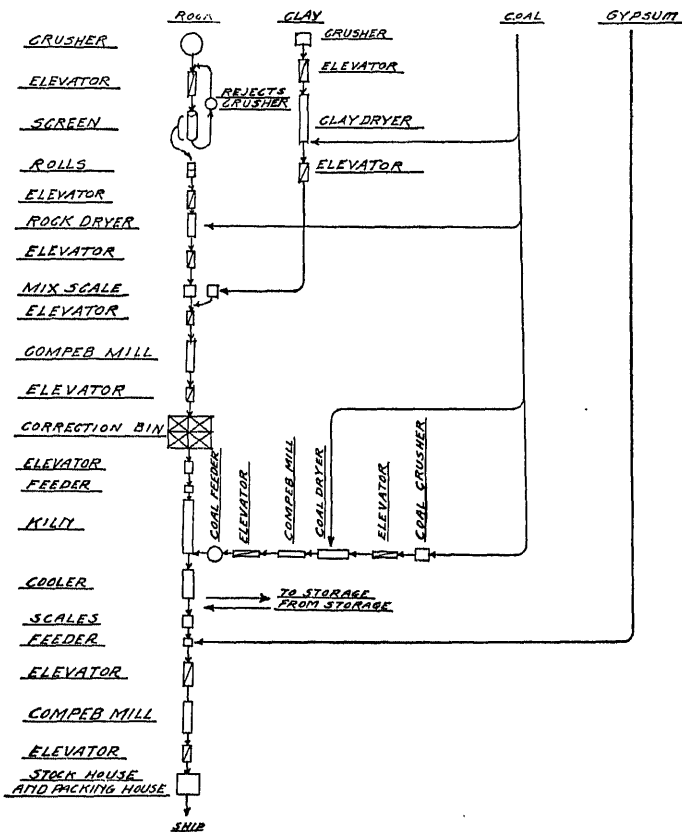 ROCK
CLAY
COAL
GYPSUM
CRUSHER
ELEVATOR
REJECTS
CRUSHER
SCREEN
ROLLS
ELEVATOR
ROCK DRYER
ELEVATOR
MIX SCALE
ELEVATOR
COMPEB MILL
ELEVATOR
CORRECTION BIN
ELEVATOR
FEEDER
KILN
COOLER
SCALES
FEEDER
ELEVATOR
COMPEB MILL
ELEVATOR
STOCK HOUSE
AND PACKING HOUSE
SHIP
CRUSHER
ELEVATOR
CLAY DRYER
ELEVATOR
COAL FEEDER
ELEVATOR
COMPEB MILL
COAL DRYER
ELEVATOR
COAL CRUSHER
TO STORAGE
FROM STORAGE